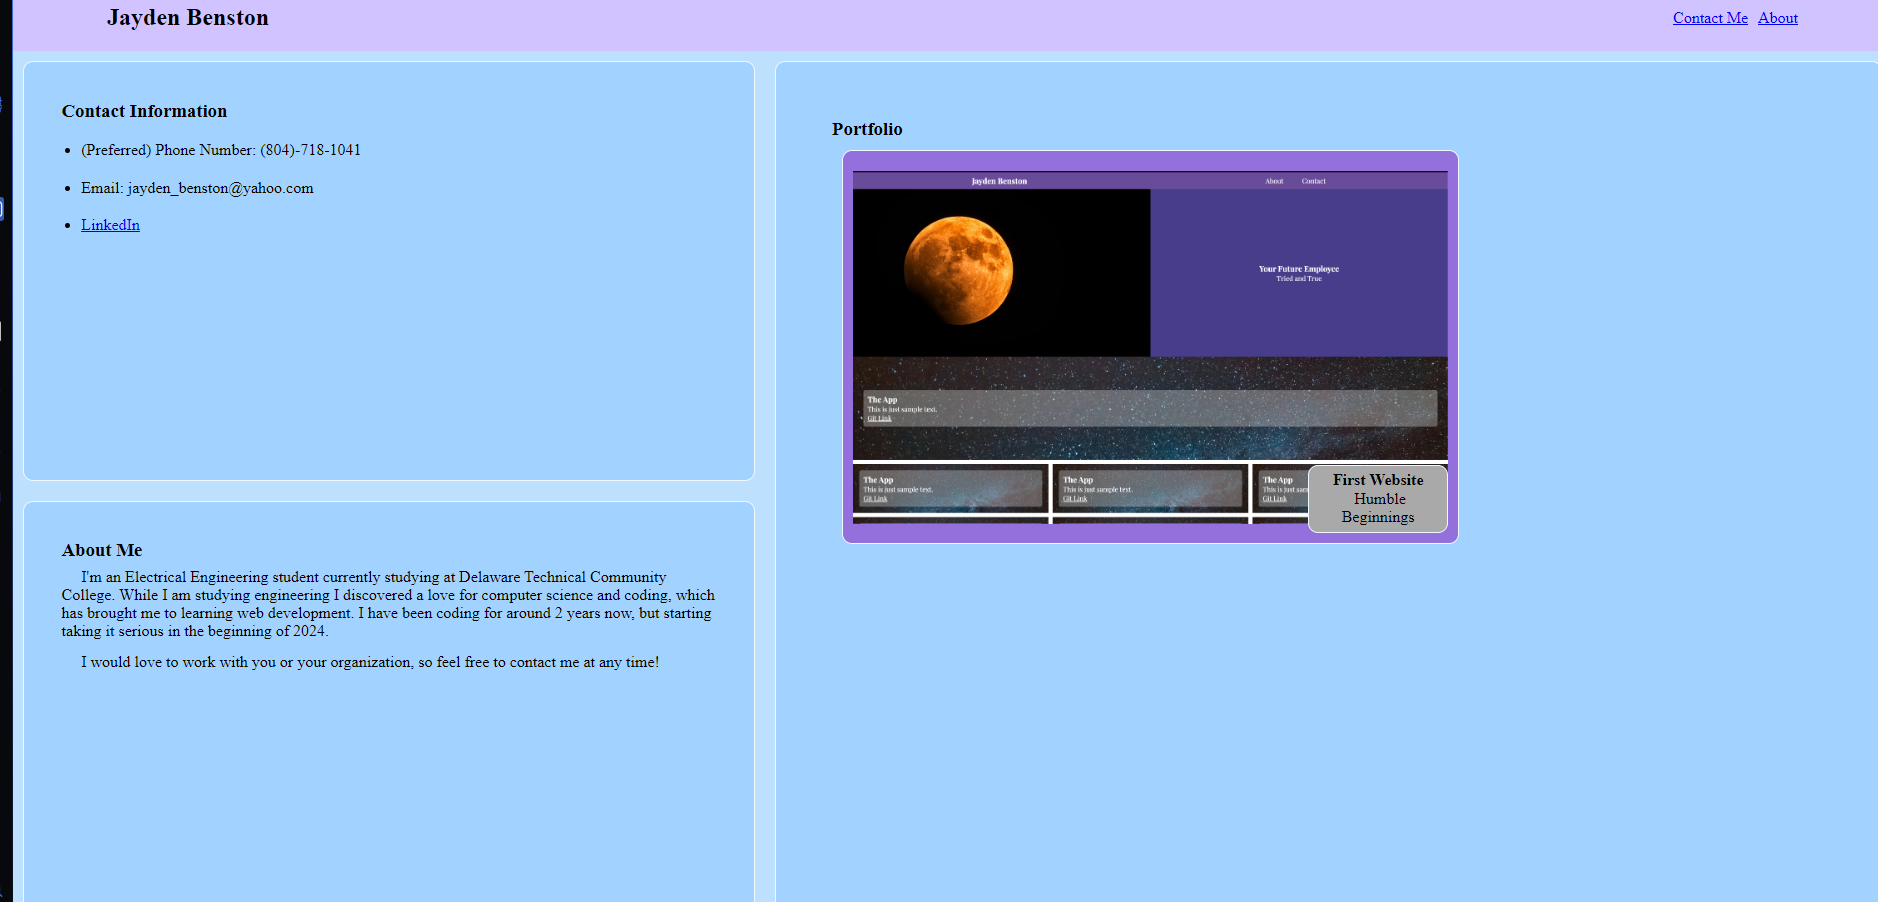 Jayden Benston
Contact Me About
Contact Information
(Preferred) Phone Number: (804)-718-1041
Email: jayden_benston@yahoo.com
LinkedIn
About Me
I'm an Electrical Engineering student currently studying at Delaware Technical Community
College. While I am studying engineering I discovered a love for computer science and coding, which
has brought me to learning web development. I have been coding for around 2 years now, but starting
taking it serious in the beginning of 2024.
I would love to work with you or your organization, so feel free to contact me at any time!
Portfolio
Jayden Benston
About Contact
Your Future Employee
Tried and True
The App
This is just sample text.
Git Link
The App
This is just sample text.
Git Link
The App
This is just sample text.
Git Link
The App
This is just sam
Git Link
First Website
Humble
Beginnings